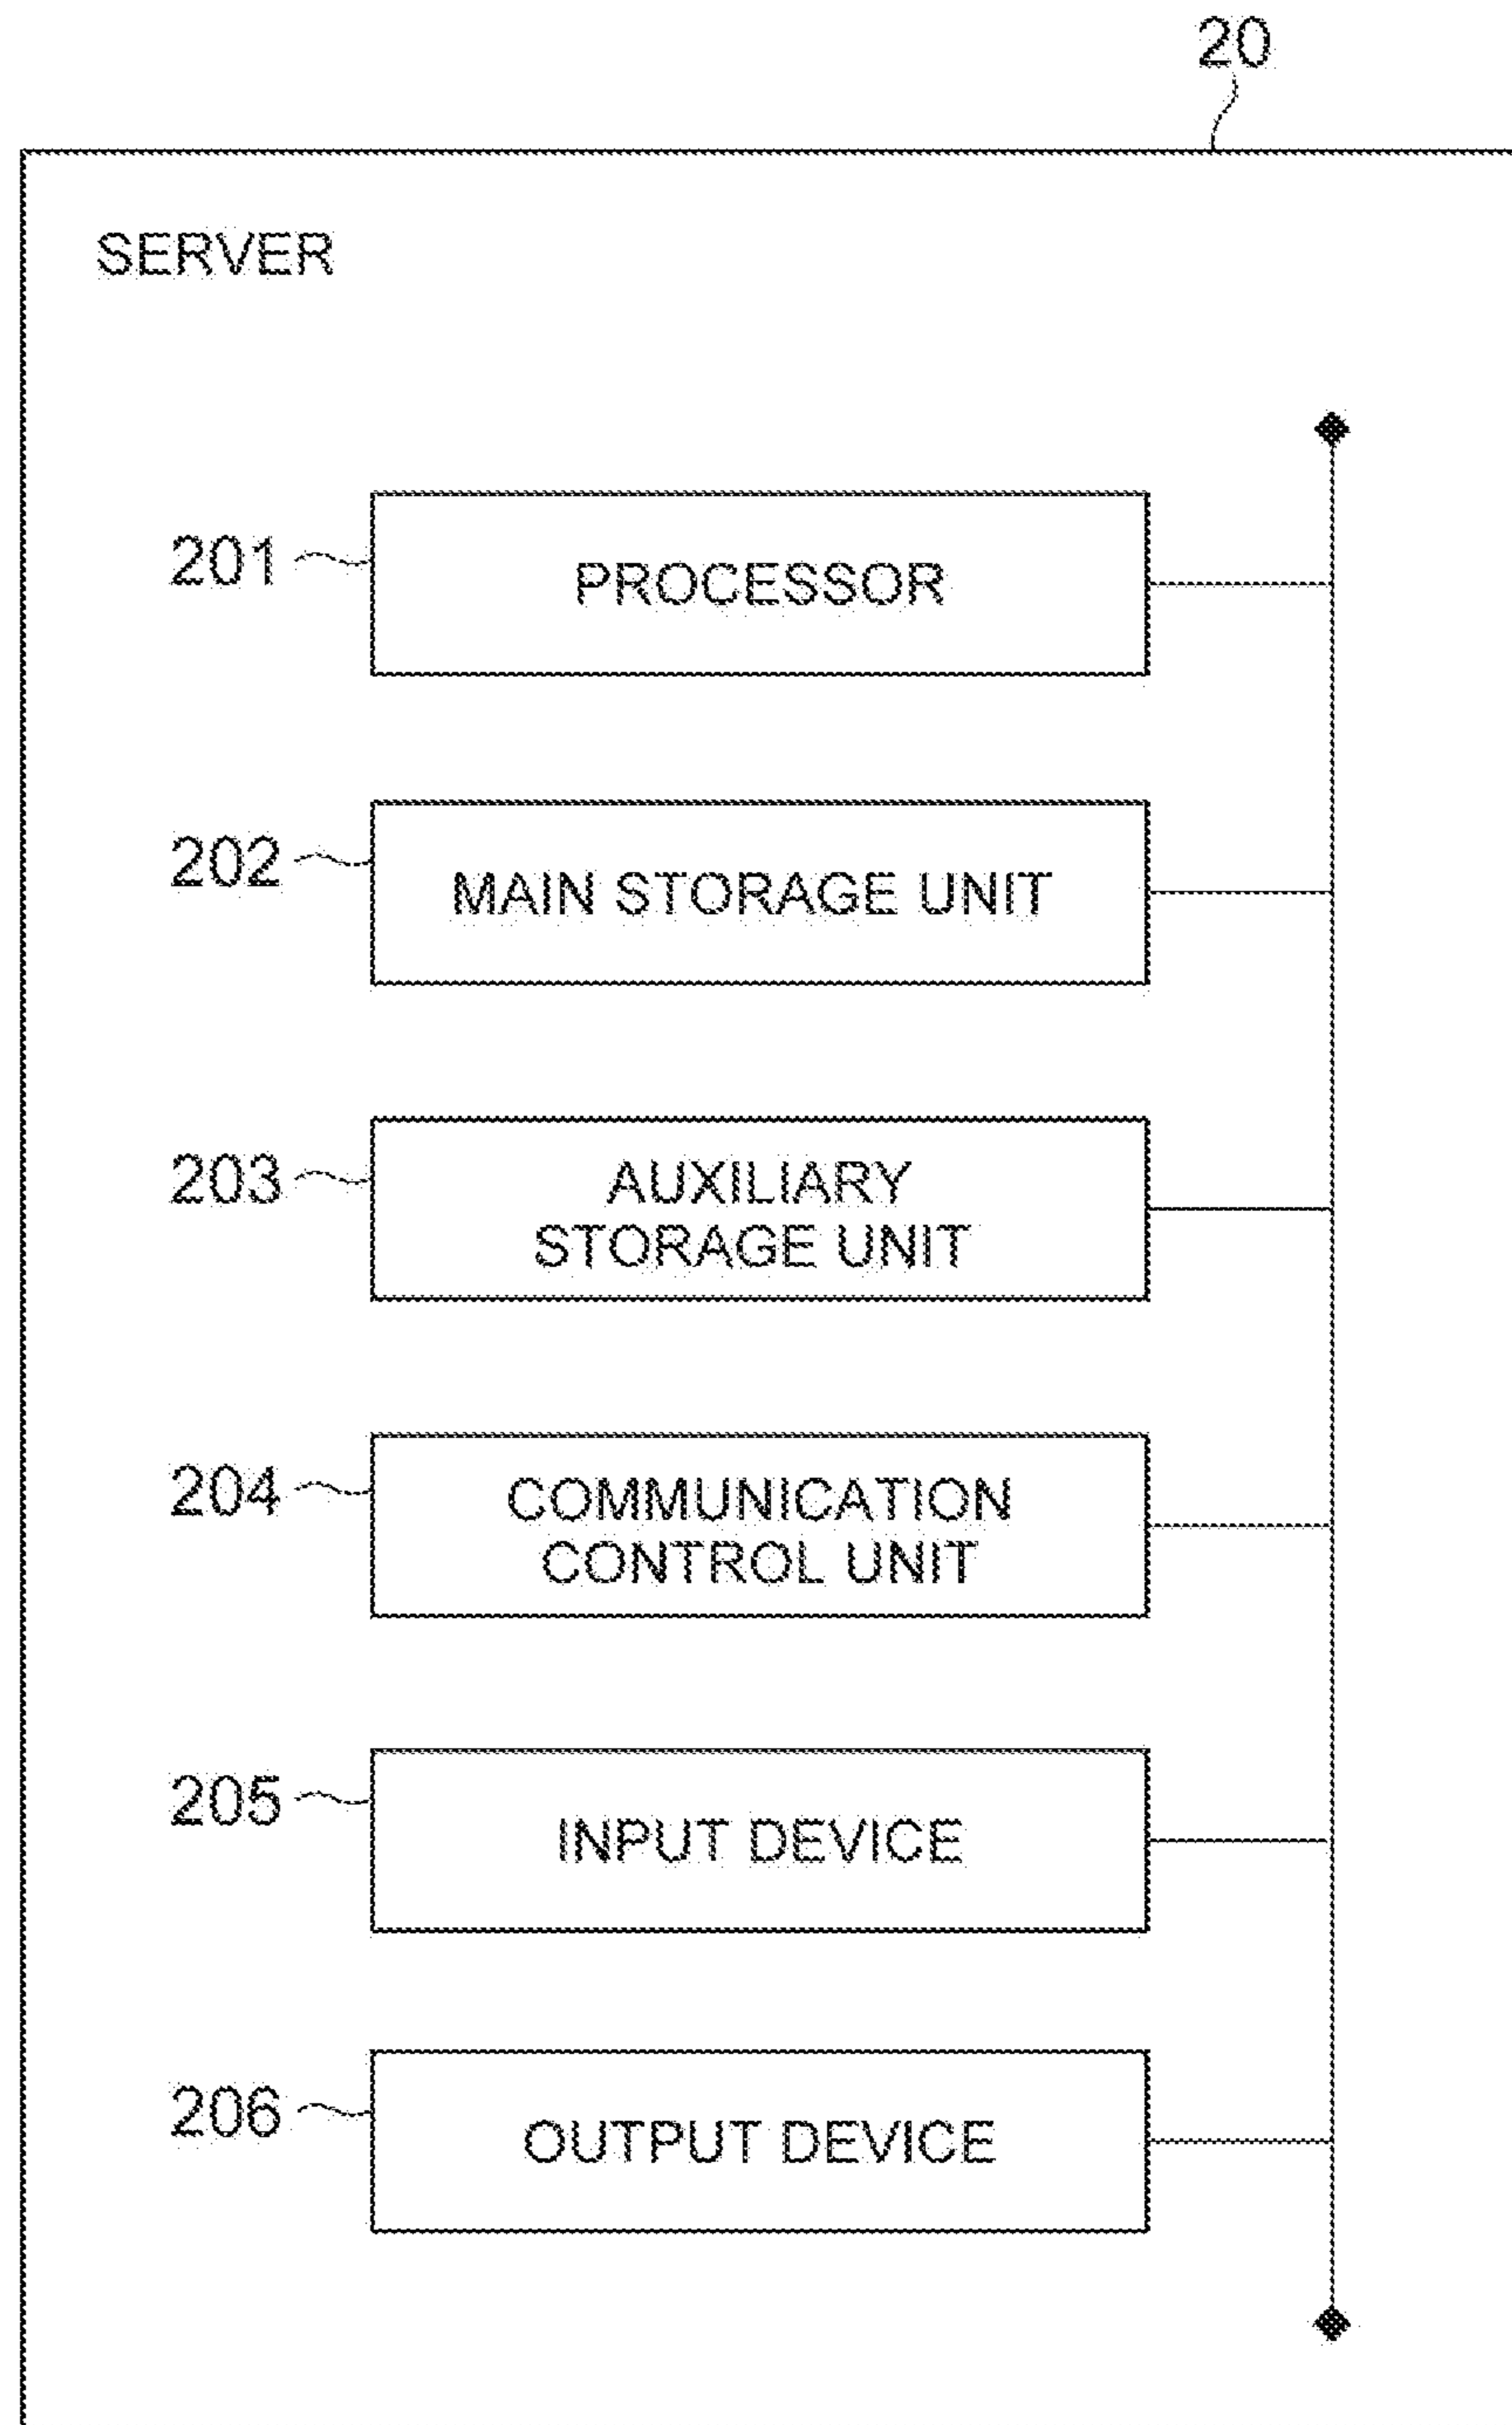 20
SERVER
201
PROCESSOR
202
MAIN STORAGE UNIT
203
AUXILIARY
STORAGE UNIT
204
COMMUNICATION
CONTROL UNIT
205
INPUT DEVICE
206
OUTPUT DEVICE